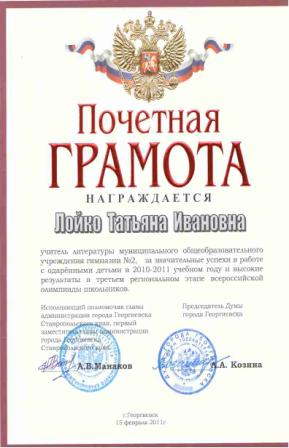 Почетная
ГРАМОТА
НАГРАЖДАЕТСЯ
Лойко Татьяна Ивановна
учитель литературы муниципального общеобразовательного
учреждения гимназии №2, за значительные успехи в работе
с одарёнными детьми в 2010-2011 учебном году и высокие
результаты в третьем региональном этапе всероссийской
олимпиады школьников.
Исполняющий полномочия главы
администрации города Георгиевска
Ставропольского края, первый
заместитель главы администрации
города Георгиевска
Ставропольского края
А.В.Манаков
Председатель Думы
города Георгиевска
А.А. Козина
г.Георгиевск
15 февраля 2011г